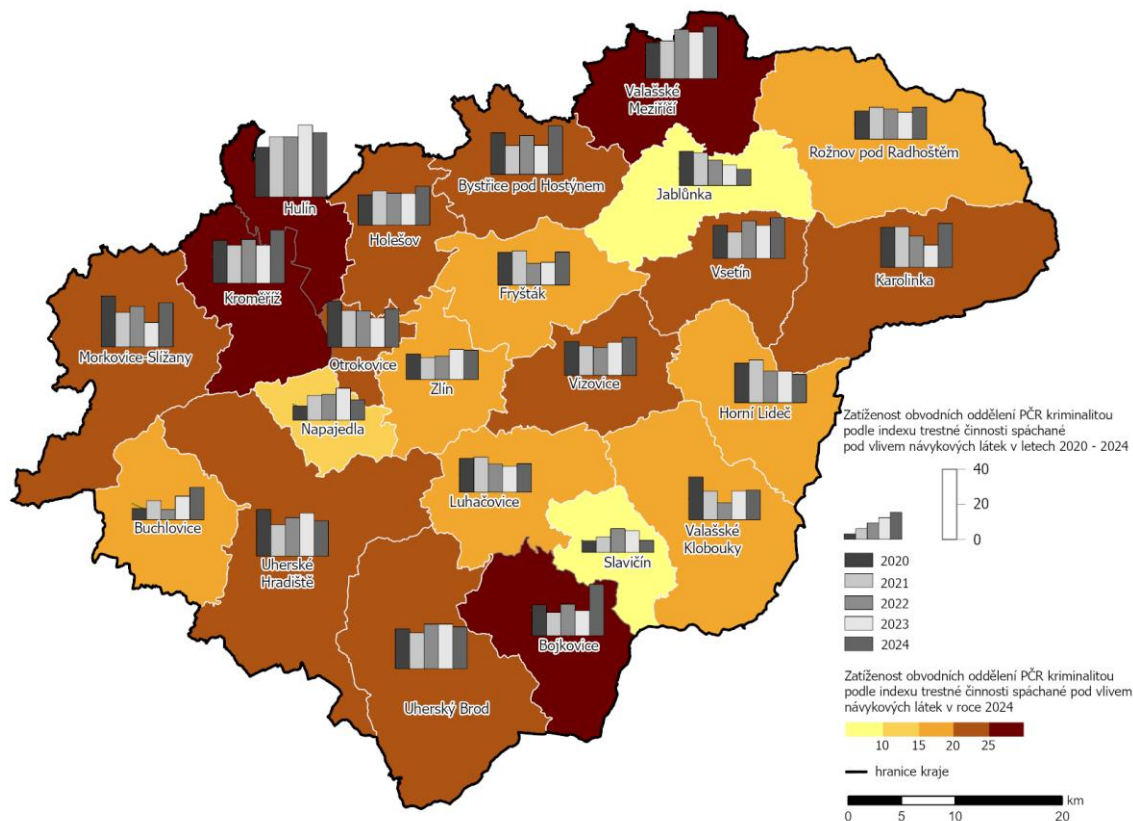 Valašské
Meziříčí
Rožnov pod Radhoštěm
Bystřice pod Hostýnem
Jablůnka
Hulín
Holešov
Vsetín
Karolinka
Kroměříž
Fryšták
Morkovice-Slížany
Otrokovice
Zlín
Vizovice
Horní Lideč
Napajedla
Luhačovice
Buchlovice
Valašské
Klobouky
Uherské
Hradiště
Slavičín
Bojkovice
Uherský Brod
Zatíženost obvodních oddělení PČR kriminalitou
podle indexu trestné činnosti spáchané
pod vlivem návykových látek v letech 2020 - 2024
40
20
0
2020
2021
2022
2023
2024
Zatíženost obvodních oddělení PČR kriminalitou
podle indexu trestné činnosti spáchané pod vlivem
návykových látek v roce 2024
10 15 20 25
hranice kraje
km
0 5 10 20